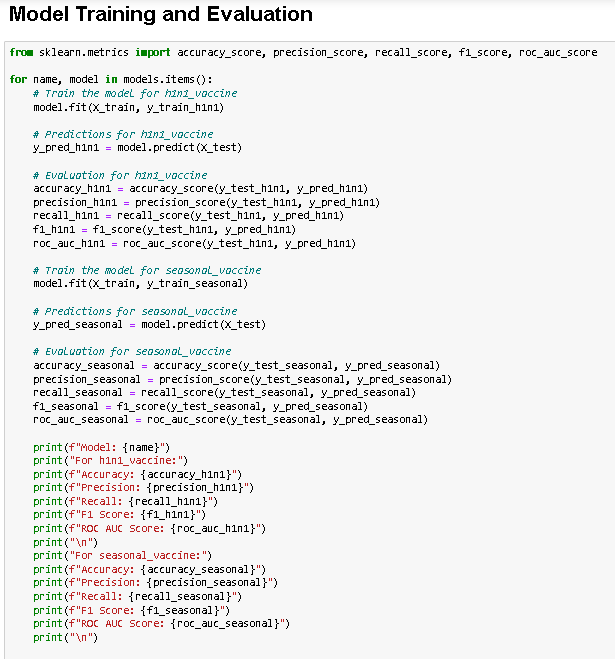 Model Training and Evaluation
from sklearn.metrics import accuracy_score, precision_score, recall_score, f1_score, roc_auc_score
for name, model in models.items():
# Train the model for h1n1_vaccine
model.fit(X_train, y_train_h1n1)
# Predictions for h1n1_vaccine
y_pred_h1n1 = model.predict(X_test)
# Evaluation for h1n1_vaccine
accuracy_h1n1 = accuracy_score(y_test_h1n1, y_pred_h1n1)
precision_h1n1 = precision_score(y_test_h1n1, y_pred_h1n1)
recall_h1n1 = recall_score(y_test_h1n1, y_pred_h1n1)
f1_h1n1 = f1_score(y_test_h1n1, y_pred_h1n1)
roc_auc_h1n1 = roc_auc_score(y_test_h1n1, y_pred_h1n1)
# Train the model for seasonal_vaccine
model.fit(X_train, y_train_seasonal)
# Predictions for seasonal_vaccine
y_pred_seasonal = model.predict(X_test)
# Evaluation for seasonal_vaccine
accuracy_seasonal = accuracy_score(y_test_seasonal, y_pred_seasonal)
precision_seasonal = precision_score(y_test_seasonal, y_pred_seasonal)
recall_seasonal = recall_score(y_test_seasonal, y_pred_seasonal)
f1_seasonal = f1_score(y_test_seasonal, y_pred_seasonal)
roc_auc_seasonal = roc_auc_score(y_test_seasonal, y_pred_seasonal)
print(f"Model: {name}")
print("For h1n1_vaccine:")
print(f"Accuracy: {accuracy_h1n1}")
print(f"Precision: {precision_h1n1}")
print(f"Recall: {recall_h1n1}")
print(f"F1 Score: {f1_h1n1}")
print(f"ROC AUC Score: {roc_auc_h1n1}")
print("\n")
print("For seasonal_vaccine:")
print(f"Accuracy: {accuracy_seasonal}")
print(f"Precision: {precision_seasonal}")
print(f"Recall: {recall_seasonal}")
print(f"F1 Score: {f1_seasonal}")
print(f"ROC AUC Score: {roc_auc_seasonal}")
print("\n")